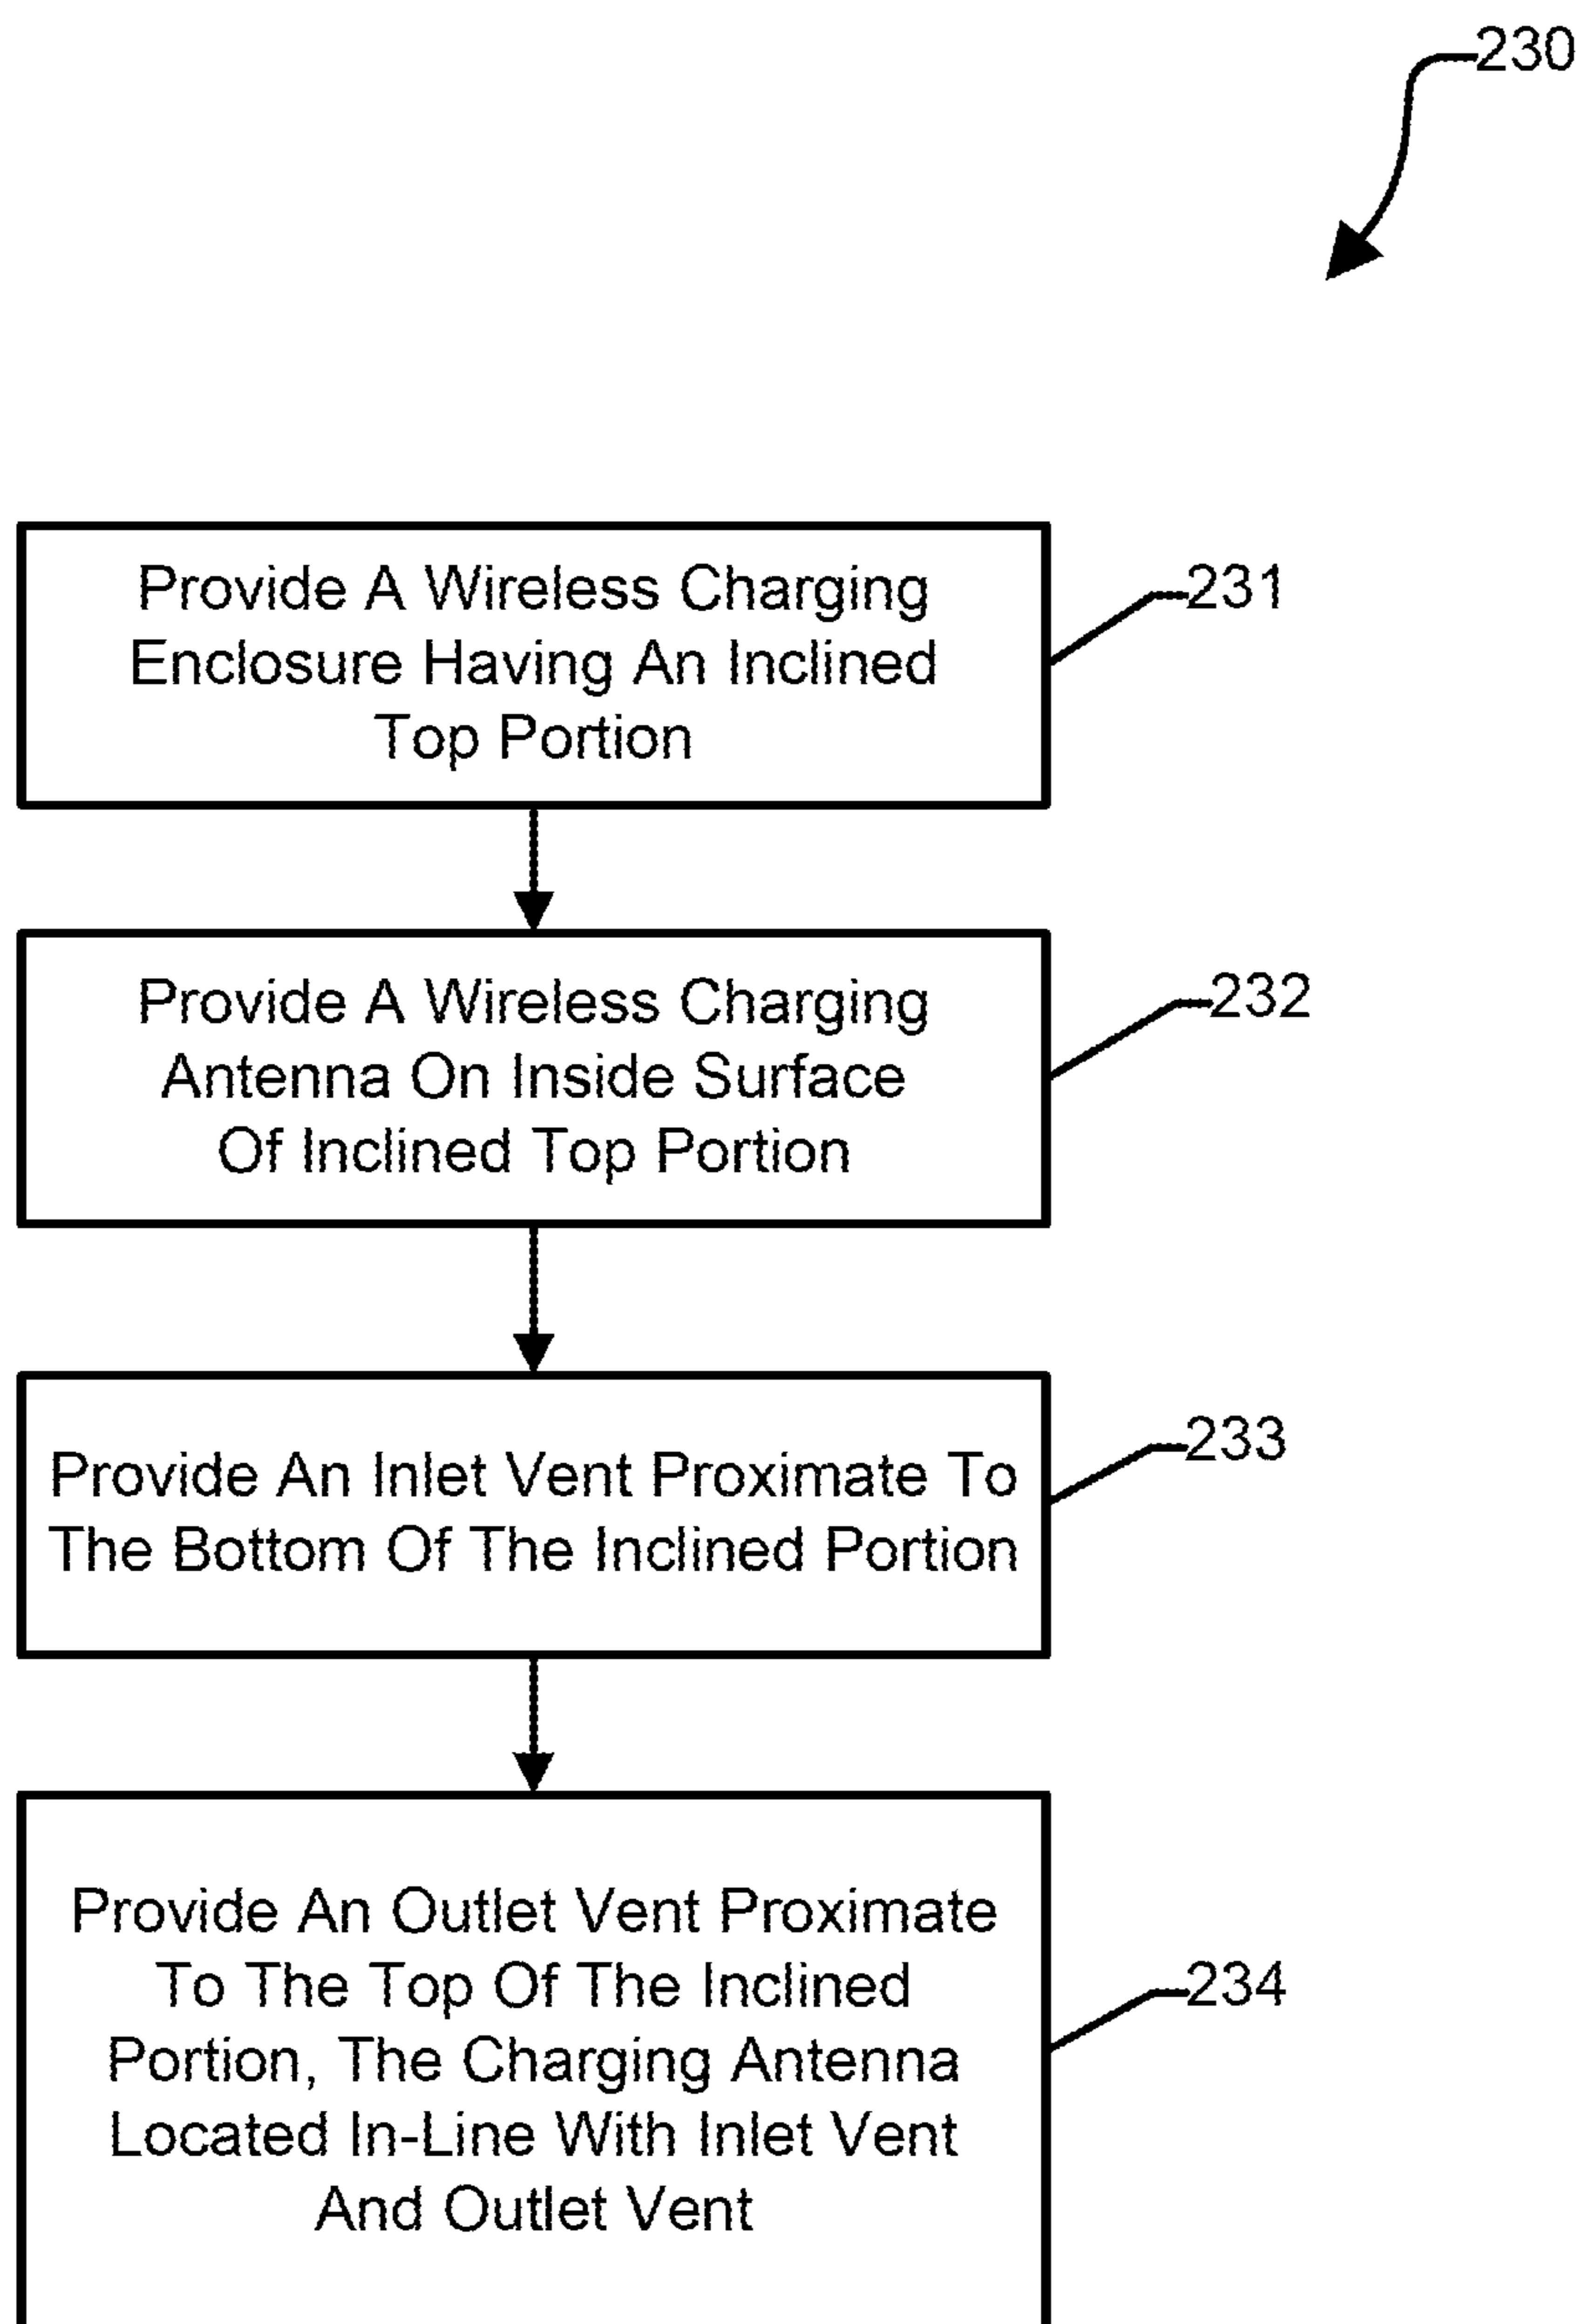 230
Provide A Wireless Charging
Enclosure Having An Inclined
Top Portion
231
Provide A Wireless Charging
Antenna On Inside Surface
Of Inclined Top Portion
232
Provide An Inlet Vent Proximate To
The Bottom Of The Inclined Portion
233
Provide An Outlet Vent Proximate
To The Top Of The Inclined
Portion, The Charging Antenna
Located In-Line With Inlet Vent
And Outlet Vent
234